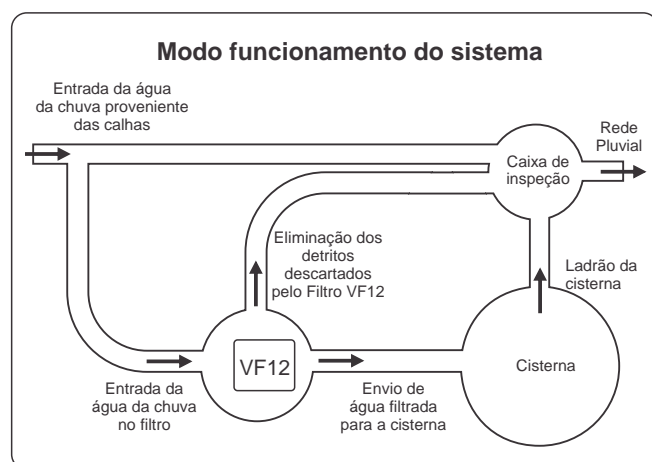 Modo funcionamento do sistema
Entrada da água
da chuva proveniente
das calhas
Rede
Pluvial
Caixa de
inspeção
Eliminação dos
detritos
descartados
pelo Filtro VF12
Ladrão da
cisterna
VF12
Cisterna
Entrada da
água da chuva
no filtro
Envio de
água filtrada
para a cisterna